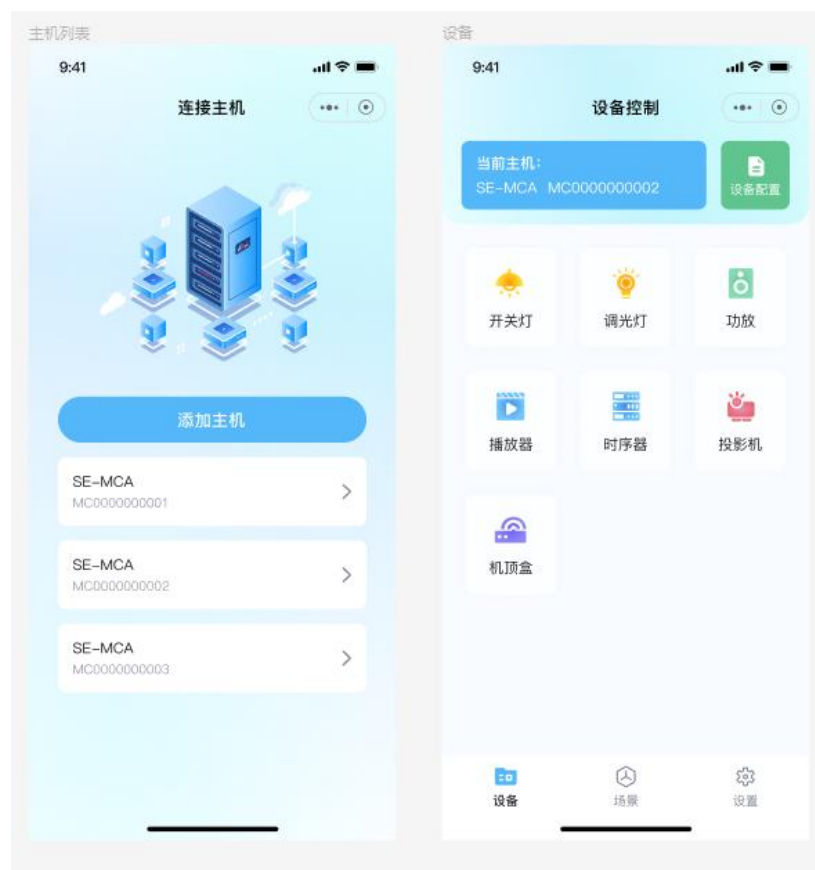 主机列表
9:41
连接主机
添加主机
SE-MCA
MC0000000001
SE-MCA
MC0000000002
SE-MCA
MC0000000003
设备
9:41
设备控制
当前主机：
SE-MCA MC0000000002
设备配置
开关灯
调光灯
功放
播放器
时序器
投影机
机顶盒
设备
场景
设置